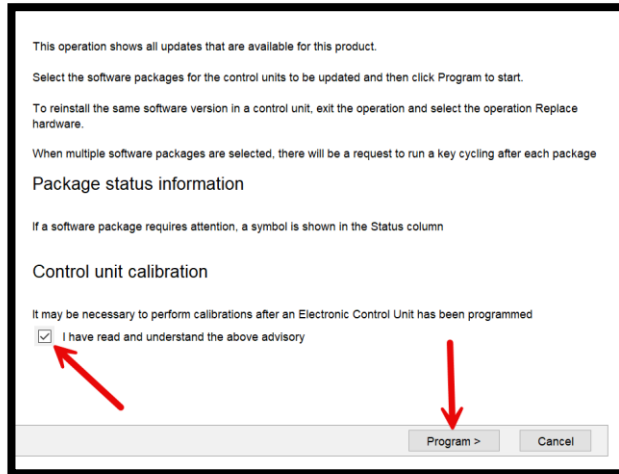 This operation shows all updates that are available for this product.
Select the software packages for the control units to be updated and then click Program to start.
To reinstall the same software version in a control unit, exit the operation and select the operation Replace
hardware.
When multiple software packages are selected, there will be a request to run a key cycling after each package
Package status information
If a software package requires attention, a symbol is shown in the Status column
Control unit calibration
It may be necessary to perform calibrations after an Electronic Control Unit has been programmed
I have read and understand the above advisory
Program >
Cancel